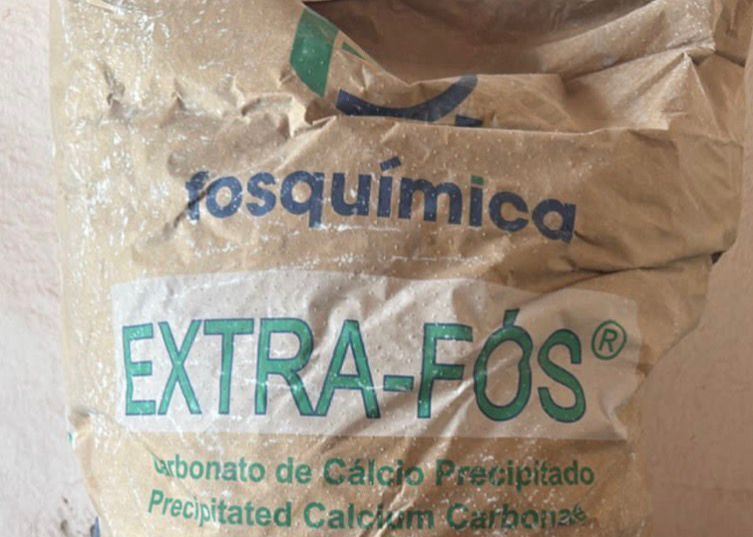 fosquímica
EXTRA-FÓS®
Carbonato de Cálcio Precipitado
Precipitated Calcium Carbonate